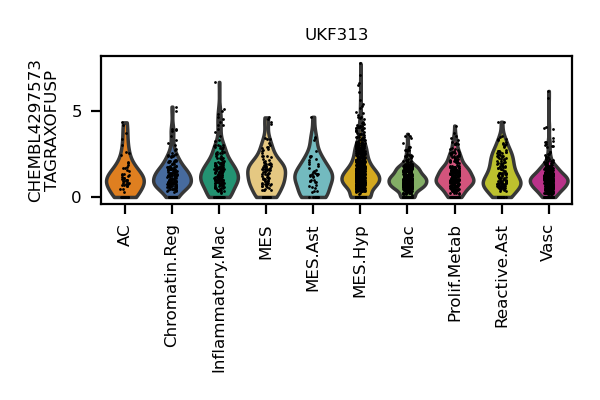 UKF313
CHEMBL4297573
TAGRAXOFUSP
5
0
AC
Chromatin.Reg
Inflammatory.Mac
MES
MES.Ast
MES.Hyp
Mac
Prolif.Metab
Reactive.Ast
Vasc